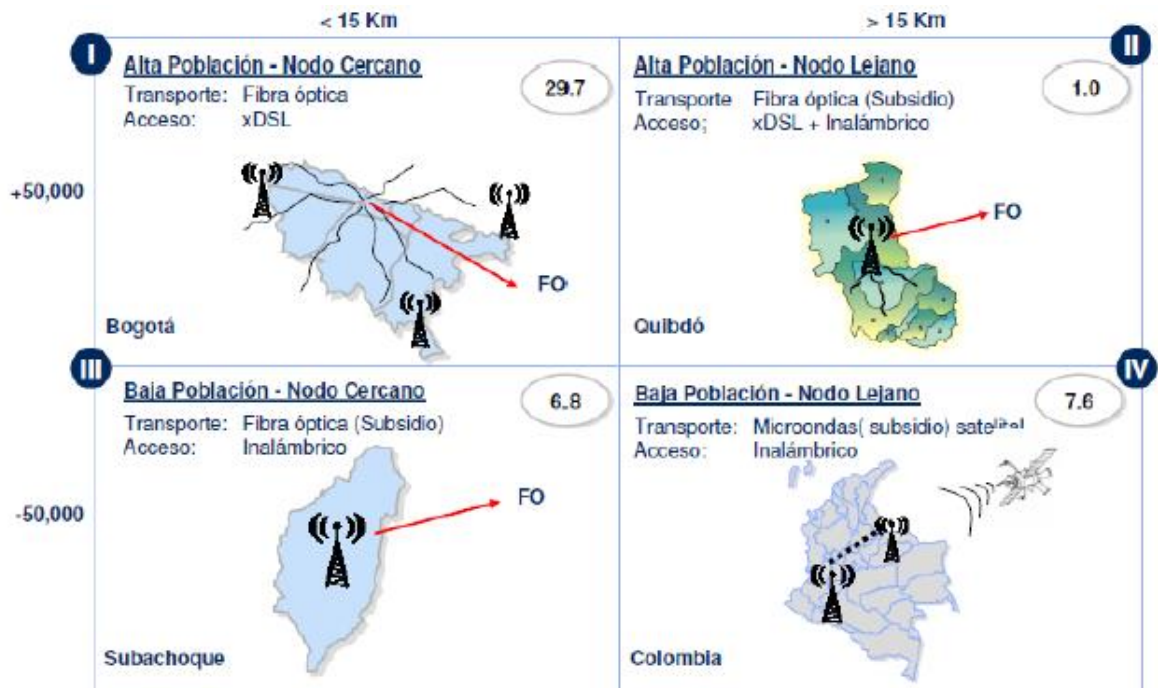 < 15 Km
> 15 Km
I
Alta Población - Nodo Cercano
Transporte: Fibra óptica
Acceso: xDSL
29.7
II
Alta Población - Nodo Lejano
Transporte Fibra óptica (Subsidio)
Acceso; xDSL + Inalámbrico
1.0
+50,000
FO
Bogotá
FO
Quibdó
III
Baja Población - Nodo Cercano
Transporte: Fibra óptica (Subsidio)
Acceso: Inalámbrico
6.8
IV
Baja Población - Nodo Lejano
Transporte: Microondas( subsidio) satelital
Acceso: Inalámbrico
7.6
-50,000
FO
Subachoque
Colombia